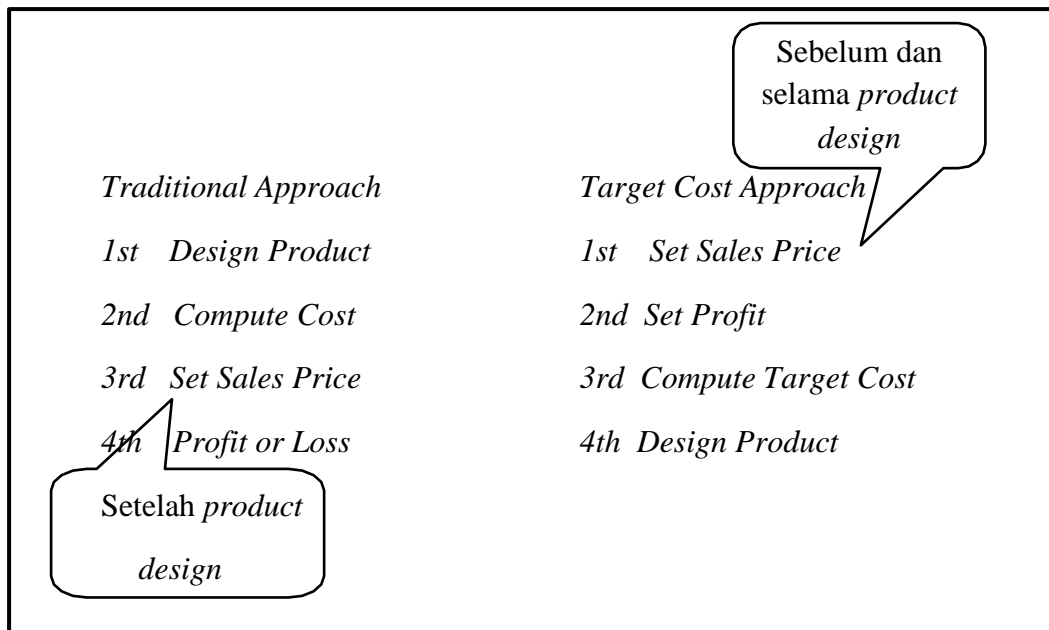 Sebelum dan
selama product
design
Traditional Approach
1st Design Product
2nd Compute Cost
3rd Set Sales Price
4th Profit or Loss
Setelah product
design
Target Cost Approach
1st Set Sales Price
2nd Set Profit
3rd Compute Target Cost
4th Design Product